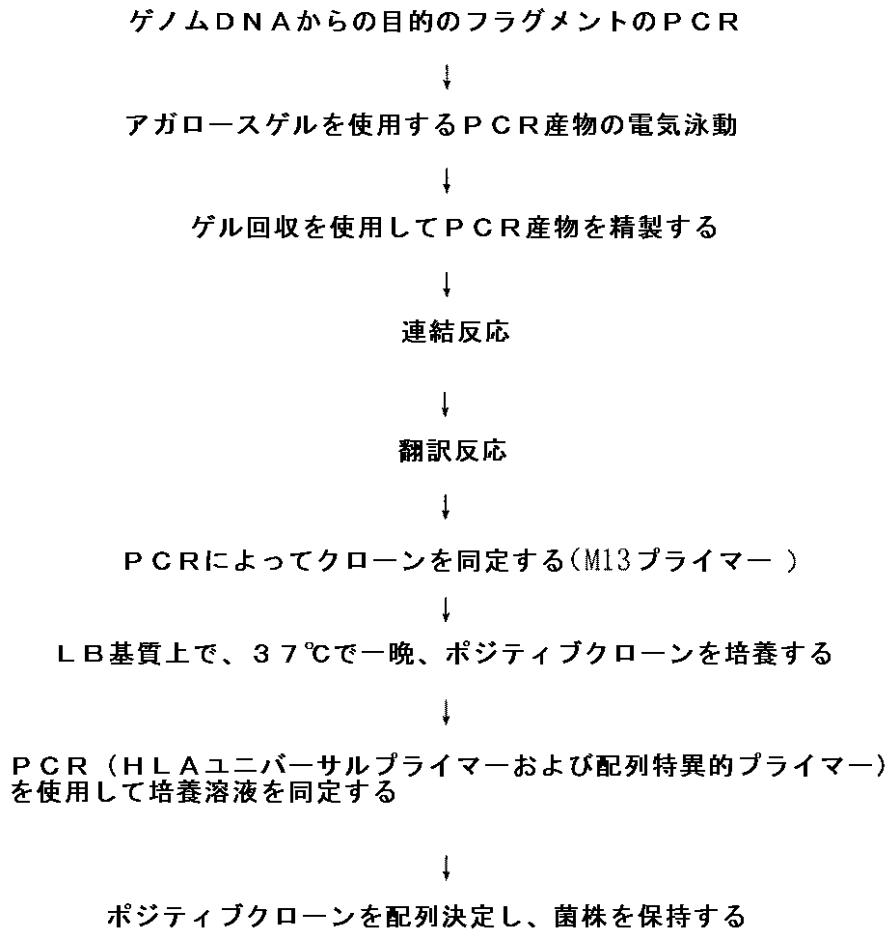 ゲノムDNAからの目的のフラグメントのPCR
↓
アガロースゲルを使用するPCR産物の電気泳動
↓
ゲル回収を使用してPCR産物を精製する
↓
連結反応
↓
翻訳反応
↓
PCRによってクローンを同定する(M13プライマー )
↓
LB基質上で、37℃で一晩、ポジティブクローンを培養する
↓
PCR(HLAユニバーサルプライマーおよび配列特異的プライマー)
を使用して培養溶液を同定する
↓
ポジティブクローンを配列決定し、菌株を保持する